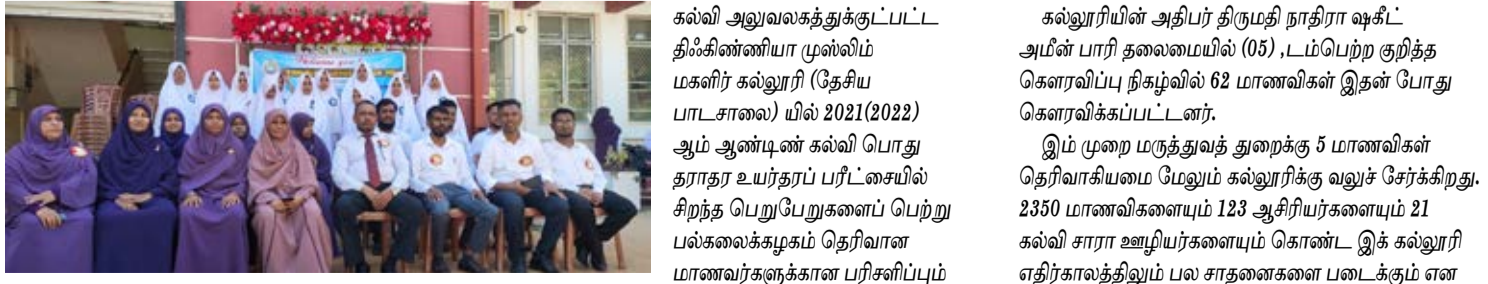 Welcome you
கல்வி அலுவலகத்துக்குட்பட்ட
திஃகிண்ணியா முஸ்லிம்
மகளிர் கல்லூரி (தேசிய
பாடசாலை) யில் 2021(2022)
ஆம் ஆண்டிண் கல்வி பொது
தராதர உயர்தரப் பரீட்சையில்
சிறந்த பெறுபேறுகளைப் பெற்று
பல்கலைக்கழகம் தெரிவான
மாணவர்களுக்கான பரிசளிப்பும்
கல்லூரியின் அதிபர் திருமதி நாதிரா ஷகீட்
அமீன் பாரி தலைமையில் (05) ,டம்பெற்ற குறித்த
கௌரவிப்பு நிகழ்வில் 62 மாணவிகள் இதன் போது
கௌரவிக்கப்பட்டனர்.
இம் முறை மருத்துவத் துறைக்கு 5 மாணவிகள்
தெரிவாகியமை மேலும் கல்லூரிக்கு வலுச் சேர்க்கிறது.
2350 மாணவிகளையும் 123 ஆசிரியர்களையும் 21
கல்வி சாரா ஊழியர்களையும் கொண்ட இக் கல்லூரி
எதிர்காலத்திலும் பல சாதனைகளை படைக்கும் என